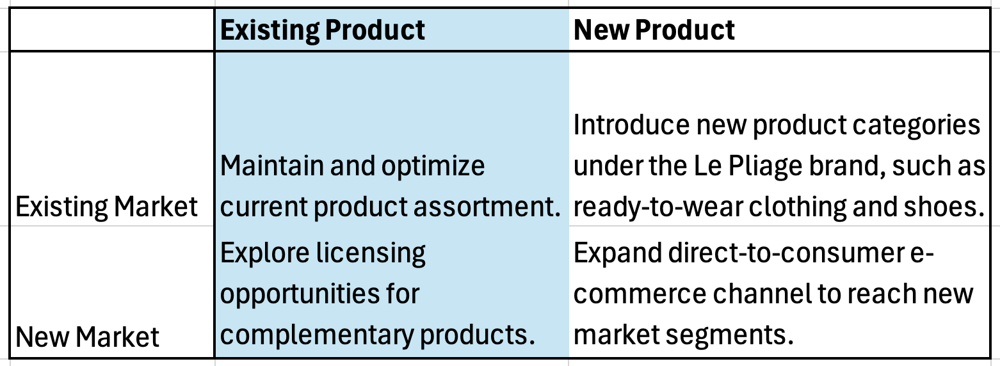 Existing Product
New Product
Existing Market
Maintain and optimize
current product assortment.
Introduce new product categories
under the Le Pliage brand, such as
ready-to-wear clothing and shoes.
New Market
Explore licensing
opportunities for
complementary products.
Expand direct-to-consumer e-
commerce channel to reach new
market segments.